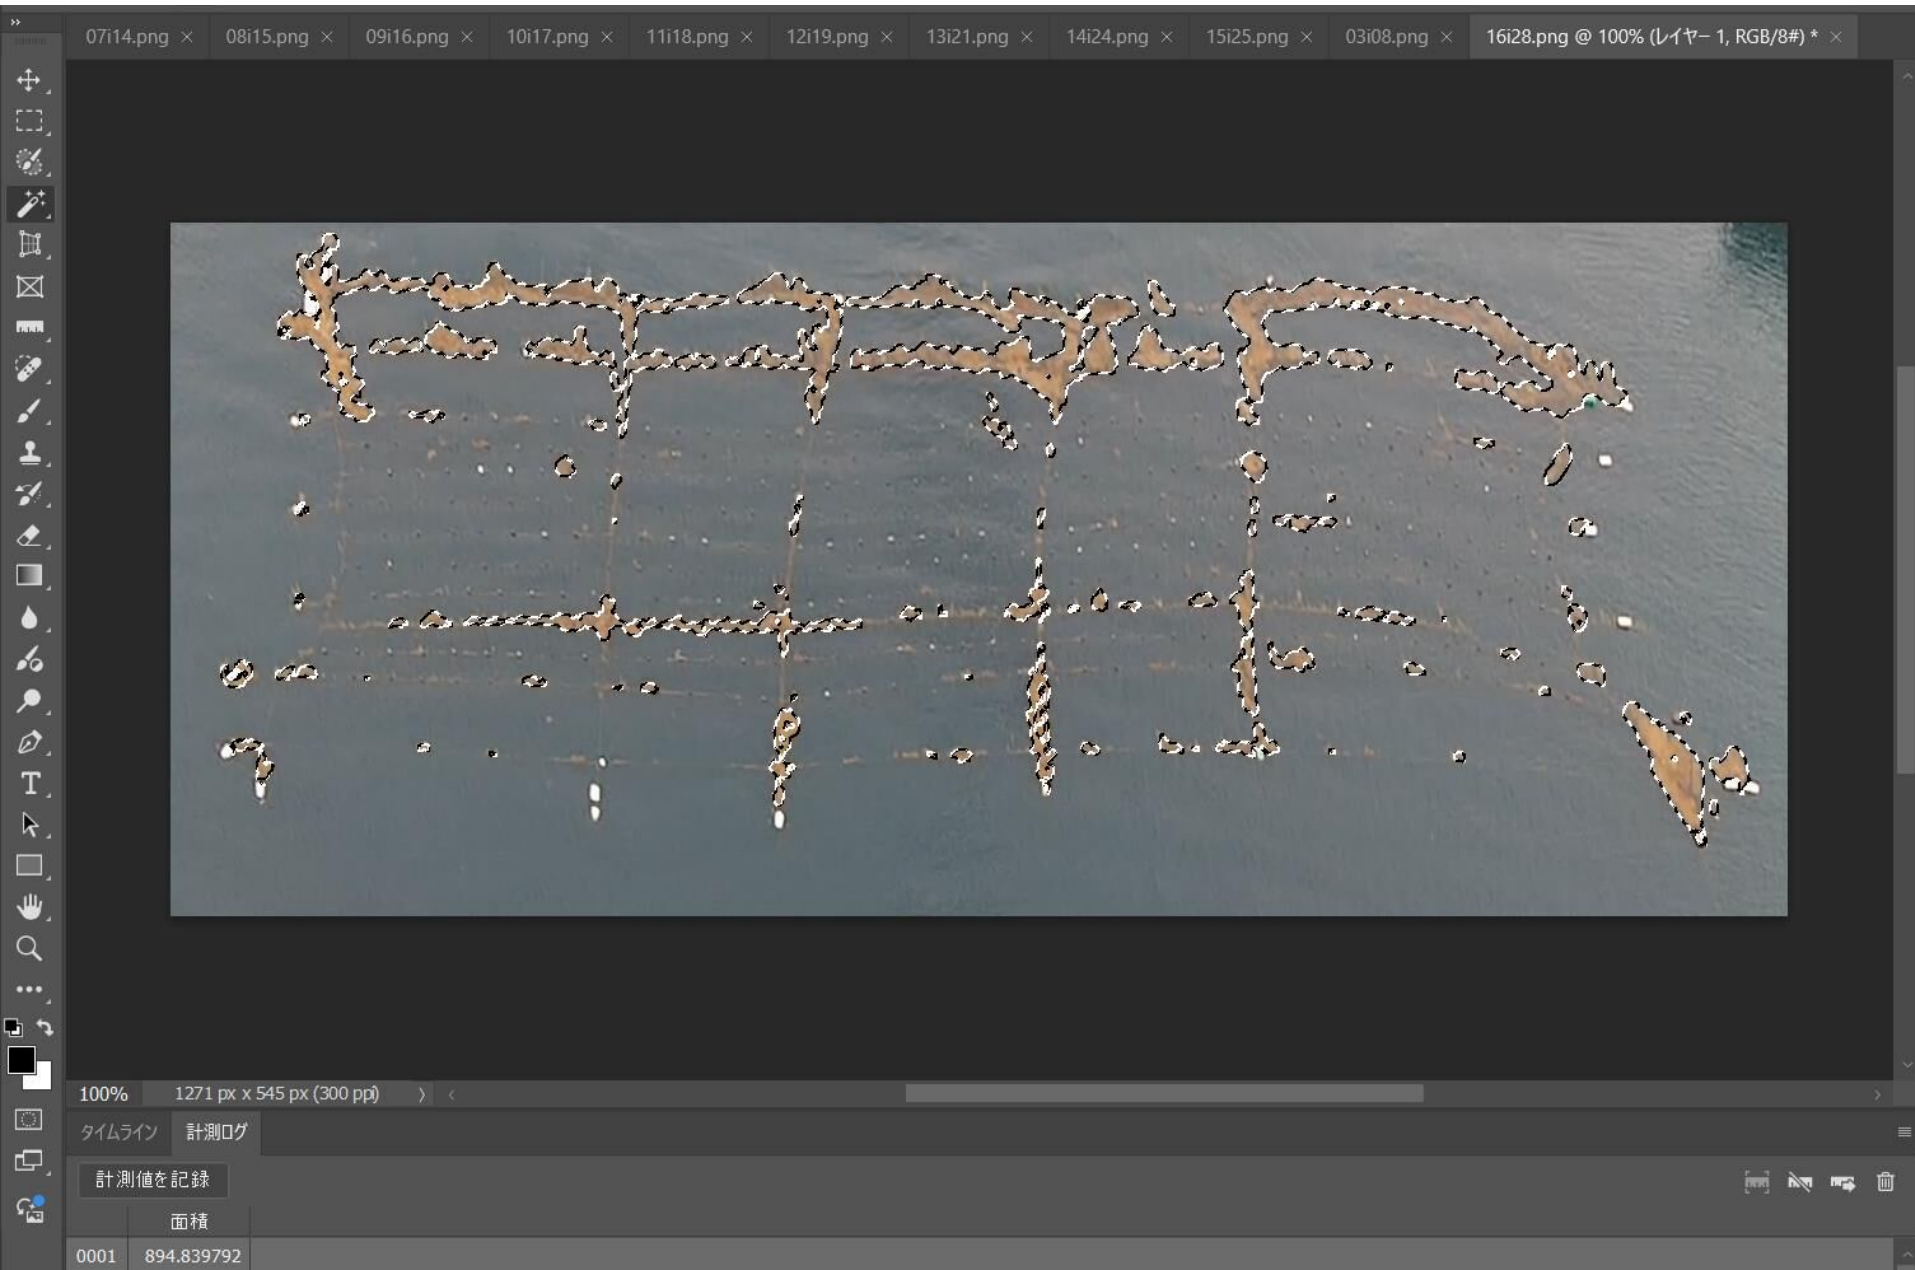 07i14.png × 08i15.png × 09i16.png × 10i17.png × 11i18.png × 12i19.png × 13i21.png × 14i24.png × 15i25.png × 03i08.png × 16i28.png @ 100% (レイヤー 1, RGB/8#) * ×
100% 1271 px x 545 px (300 ppi)
タイムライン 計測ログ
計測値を記録
面積
0001 894.839792